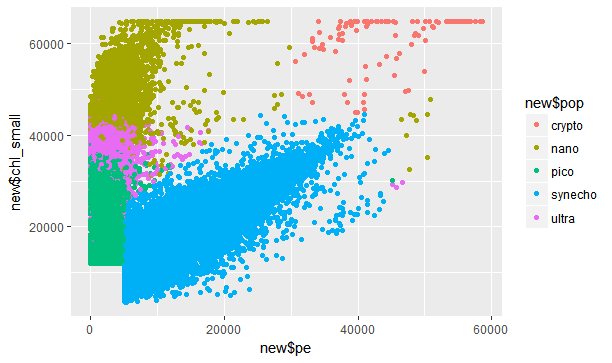 60000
40000
20000
new$chl_small
0
20000
40000
60000
new$pe
new$pop
crypto
nano
pico
synecho
ultra